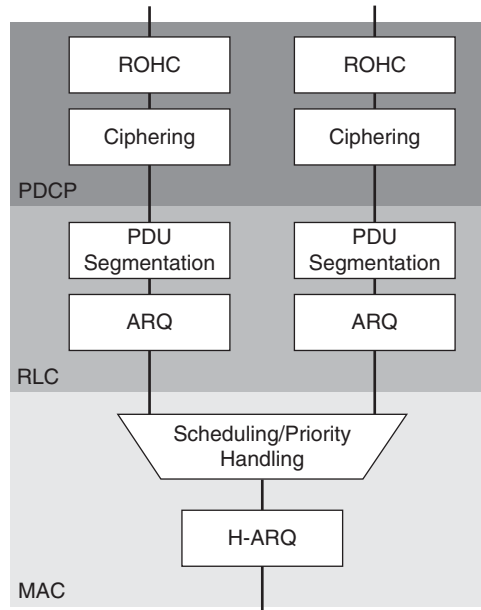 ROHC
ROHC
Ciphering
Ciphering
PDCP
PDU
Segmentation
PDU
Segmentation
ARQ
ARQ
RLC
Scheduling/Priority
Handling
H-ARQ
MAC